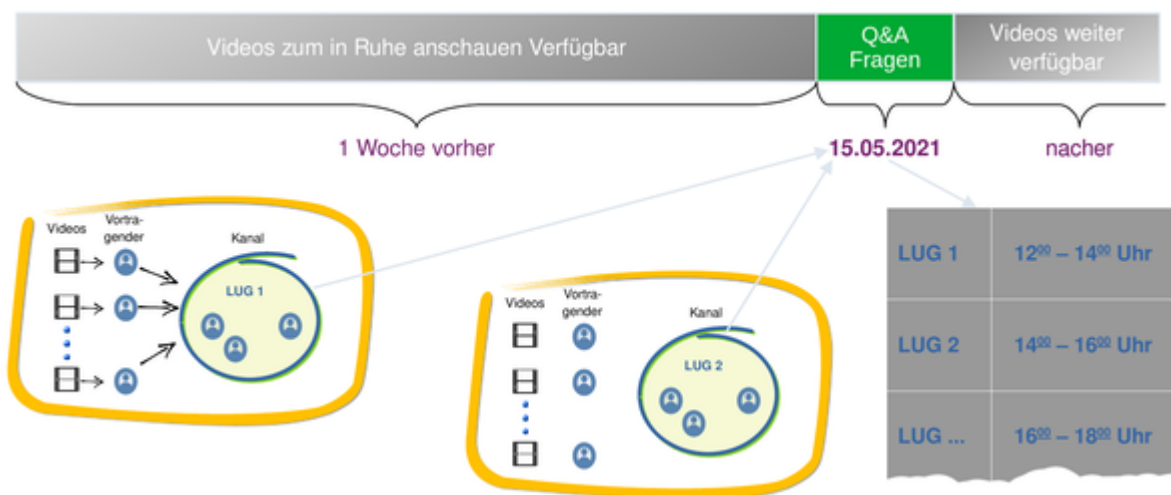 Videos zum in Ruhe anschauen Verfügbar
Q&A
Fragen
Videos weiter
verfügbar
1 Woche vorher
15.05.2021
nacher
Videos
Vortra-
gender
Kanal
LUG 1
Videos
Vortra-
gender
Kanal
LUG 2
LUG 1
12⁰⁰ – 14⁰⁰ Uhr
LUG 2
14⁰⁰ – 16⁰⁰ Uhr
LUG ...
16⁰⁰ – 18⁰⁰ Uhr